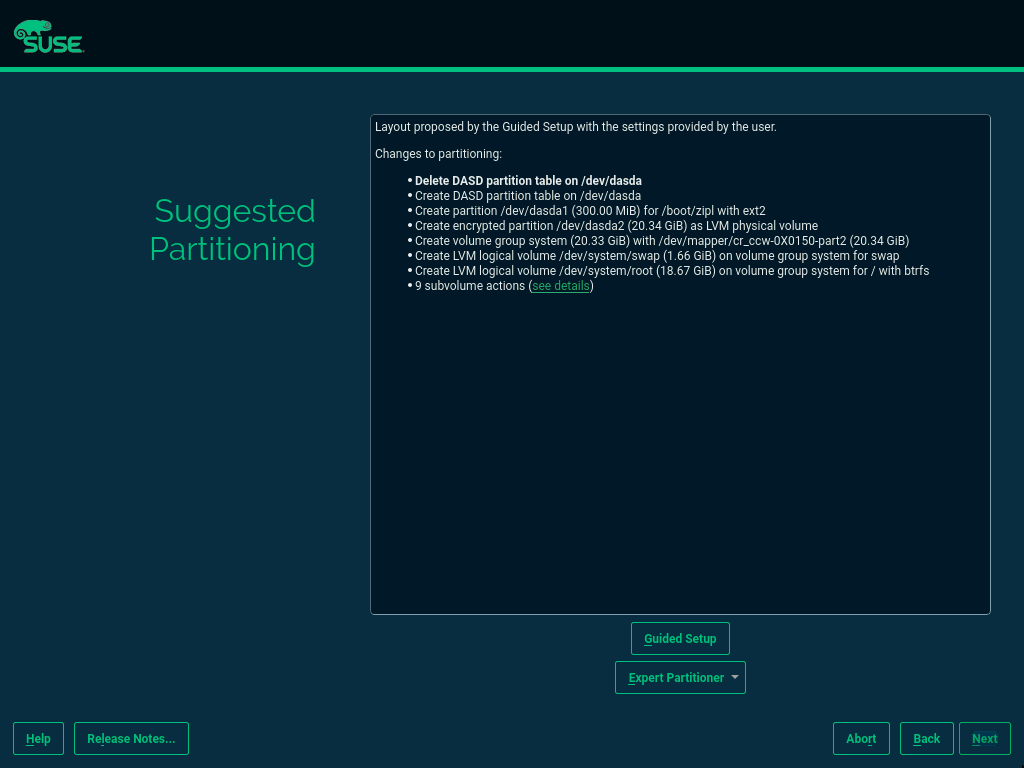 SUSE
Suggested
Partitioning
Layout proposed by the Guided Setup with the settings provided by the user.
Changes to partitioning:
• Delete DASD partition table on /dev/dasda
• Create DASD partition table on /dev/dasda
• Create partition /dev/dasda1 (300.00 MiB) for /boot/zipl with ext2
• Create encrypted partition /dev/dasda2 (20.34 GiB) as LVM physical volume
• Create volume group system (20.33 GiB) with /dev/mapper/cr_ccw-0X0150-part2 (20.34 GiB)
• Create LVM logical volume /dev/system/swap (1.66 GiB) on volume group system for swap
• Create LVM logical volume /dev/system/root (18.67 GiB) on volume group system for / with btrfs
• 9 subvolume actions (see details)
Guided Setup
Expert Partitioner
Help
Release Notes...
Abort
Back
Next